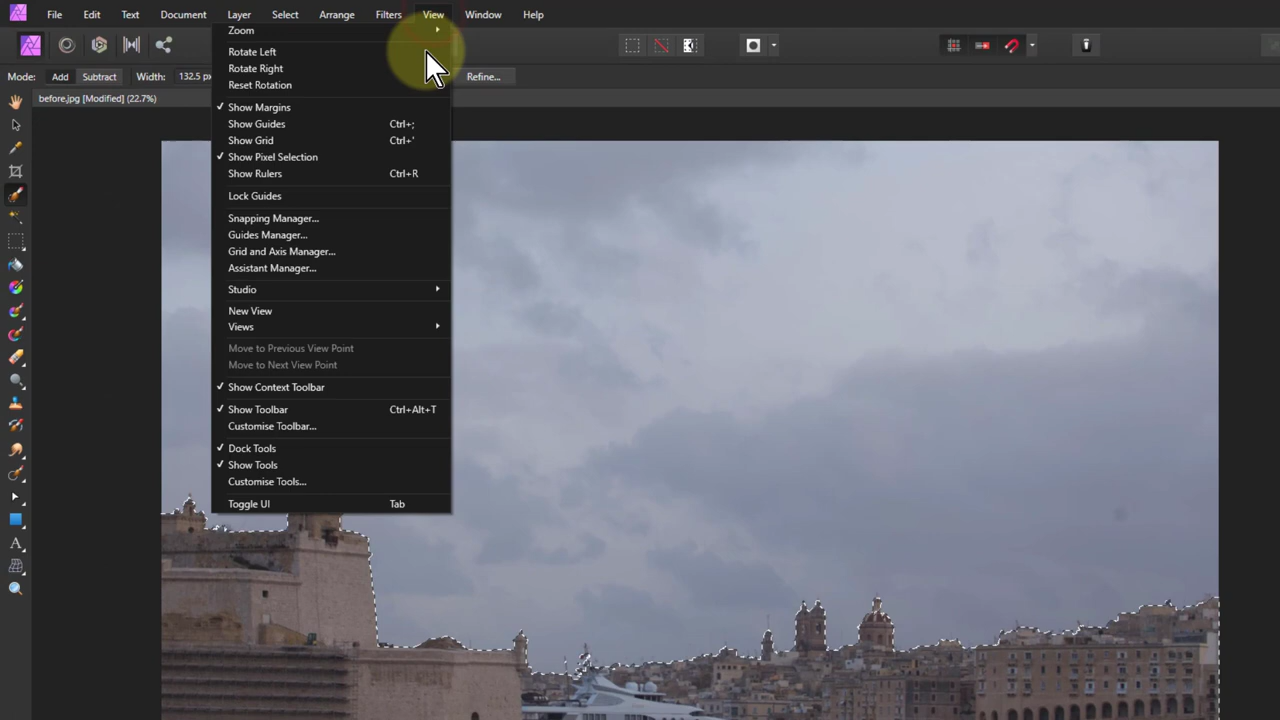 File Edit Text Document Layer Select Arrange Filters View Window Help
Mode: Add Subtract Width: 132.5 px Refine...
before.jpg [Modified] (22.7%)
Zoom
Rotate Left
Rotate Right
Reset Rotation
Show Margins
Show Guides Ctrl+;
Show Grid Ctrl+'
Show Pixel Selection
Show Rulers Ctrl+R
Lock Guides
Snapping Manager...
Guides Manager...
Grid and Axis Manager...
Assistant Manager...
Studio
New View
Views
Move to Previous View Point
Move to Next View Point
Show Context Toolbar
Show Toolbar Ctrl+Alt+T
Customise Toolbar...
Dock Tools
Show Tools
Customise Tools...
Toggle UI Tab